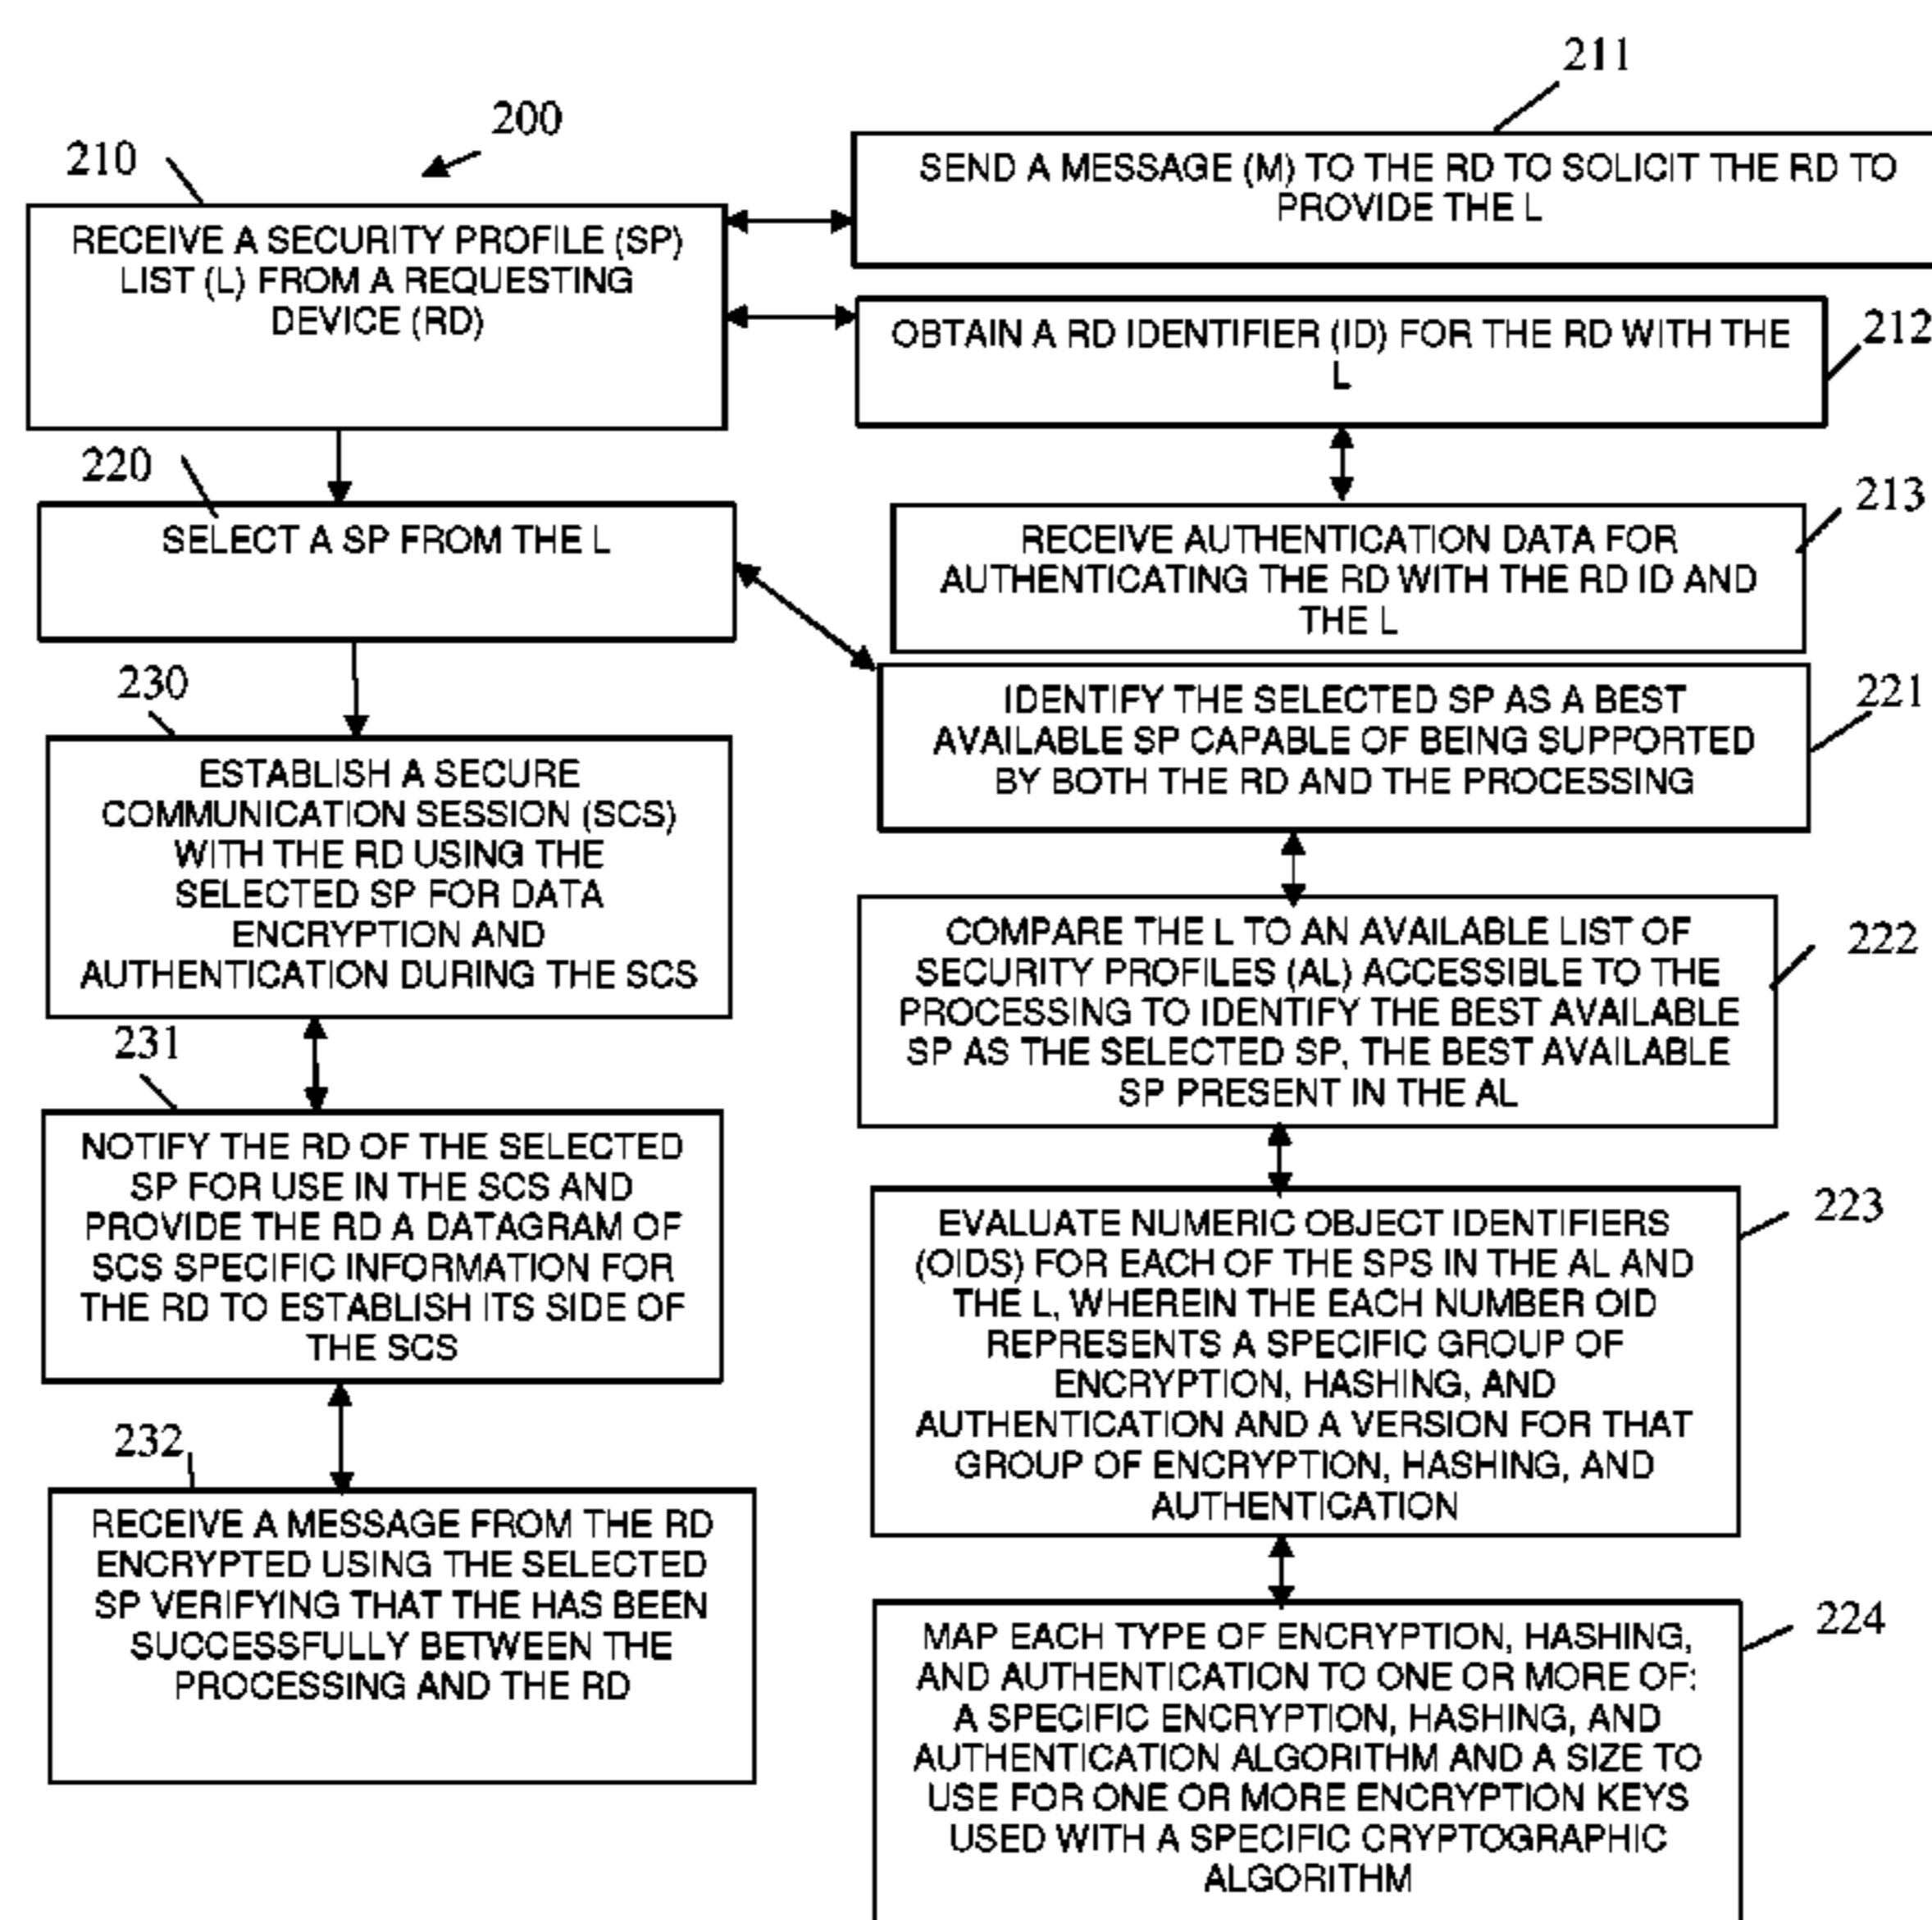 200
210
RECEIVE A SECURITY PROFILE (SP)
LIST (L) FROM A REQUESTING
DEVICE (RD)
211
SEND A MESSAGE (M) TO THE RD TO SOLICIT THE RD TO
PROVIDE THE L
212
OBTAIN A RD IDENTIFIER (ID) FOR THE RD WITH THE
L
213
RECEIVE AUTHENTICATION DATA FOR
AUTHENTICATING THE RD WITH THE RD ID AND
THE L
220
SELECT A SP FROM THE L
221
IDENTIFY THE SELECTED SP AS A BEST
AVAILABLE SP CAPABLE OF BEING SUPPORTED
BY BOTH THE RD AND THE PROCESSING
222
COMPARE THE L TO AN AVAILABLE LIST OF
SECURITY PROFILES (AL) ACCESSIBLE TO THE
PROCESSING TO IDENTIFY THE BEST AVAILABLE
SP AS THE SELECTED SP, THE BEST AVAILABLE
SP PRESENT IN THE AL
223
EVALUATE NUMERIC OBJECT IDENTIFIERS
(OIDS) FOR EACH OF THE SPS IN THE AL AND
THE L, WHEREIN THE EACH NUMBER OID
REPRESENTS A SPECIFIC GROUP OF
ENCRYPTION, HASHING, AND
AUTHENTICATION AND A VERSION FOR THAT
GROUP OF ENCRYPTION, HASHING, AND
AUTHENTICATION
224
MAP EACH TYPE OF ENCRYPTION, HASHING,
AND AUTHENTICATION TO ONE OR MORE OF:
A SPECIFIC ENCRYPTION, HASHING, AND
AUTHENTICATION ALGORITHM AND A SIZE TO
USE FOR ONE OR MORE ENCRYPTION KEYS
USED WITH A SPECIFIC CRYPTOGRAPHIC
ALGORITHM
230
ESTABLISH A SECURE
COMMUNICATION SESSION (SCS)
WITH THE RD USING THE
SELECTED SP FOR DATA
ENCRYPTION AND
AUTHENTICATION DURING THE SCS
231
NOTIFY THE RD OF THE SELECTED
SP FOR USE IN THE SCS AND
PROVIDE THE RD A DATAGRAM OF
SCS SPECIFIC INFORMATION FOR
THE RD TO ESTABLISH ITS SIDE OF
THE SCS
232
RECEIVE A MESSAGE FROM THE RD
ENCRYPTED USING THE SELECTED
SP VERIFYING THAT THE HAS BEEN
SUCCESSFULLY BETWEEN THE
PROCESSING AND THE RD